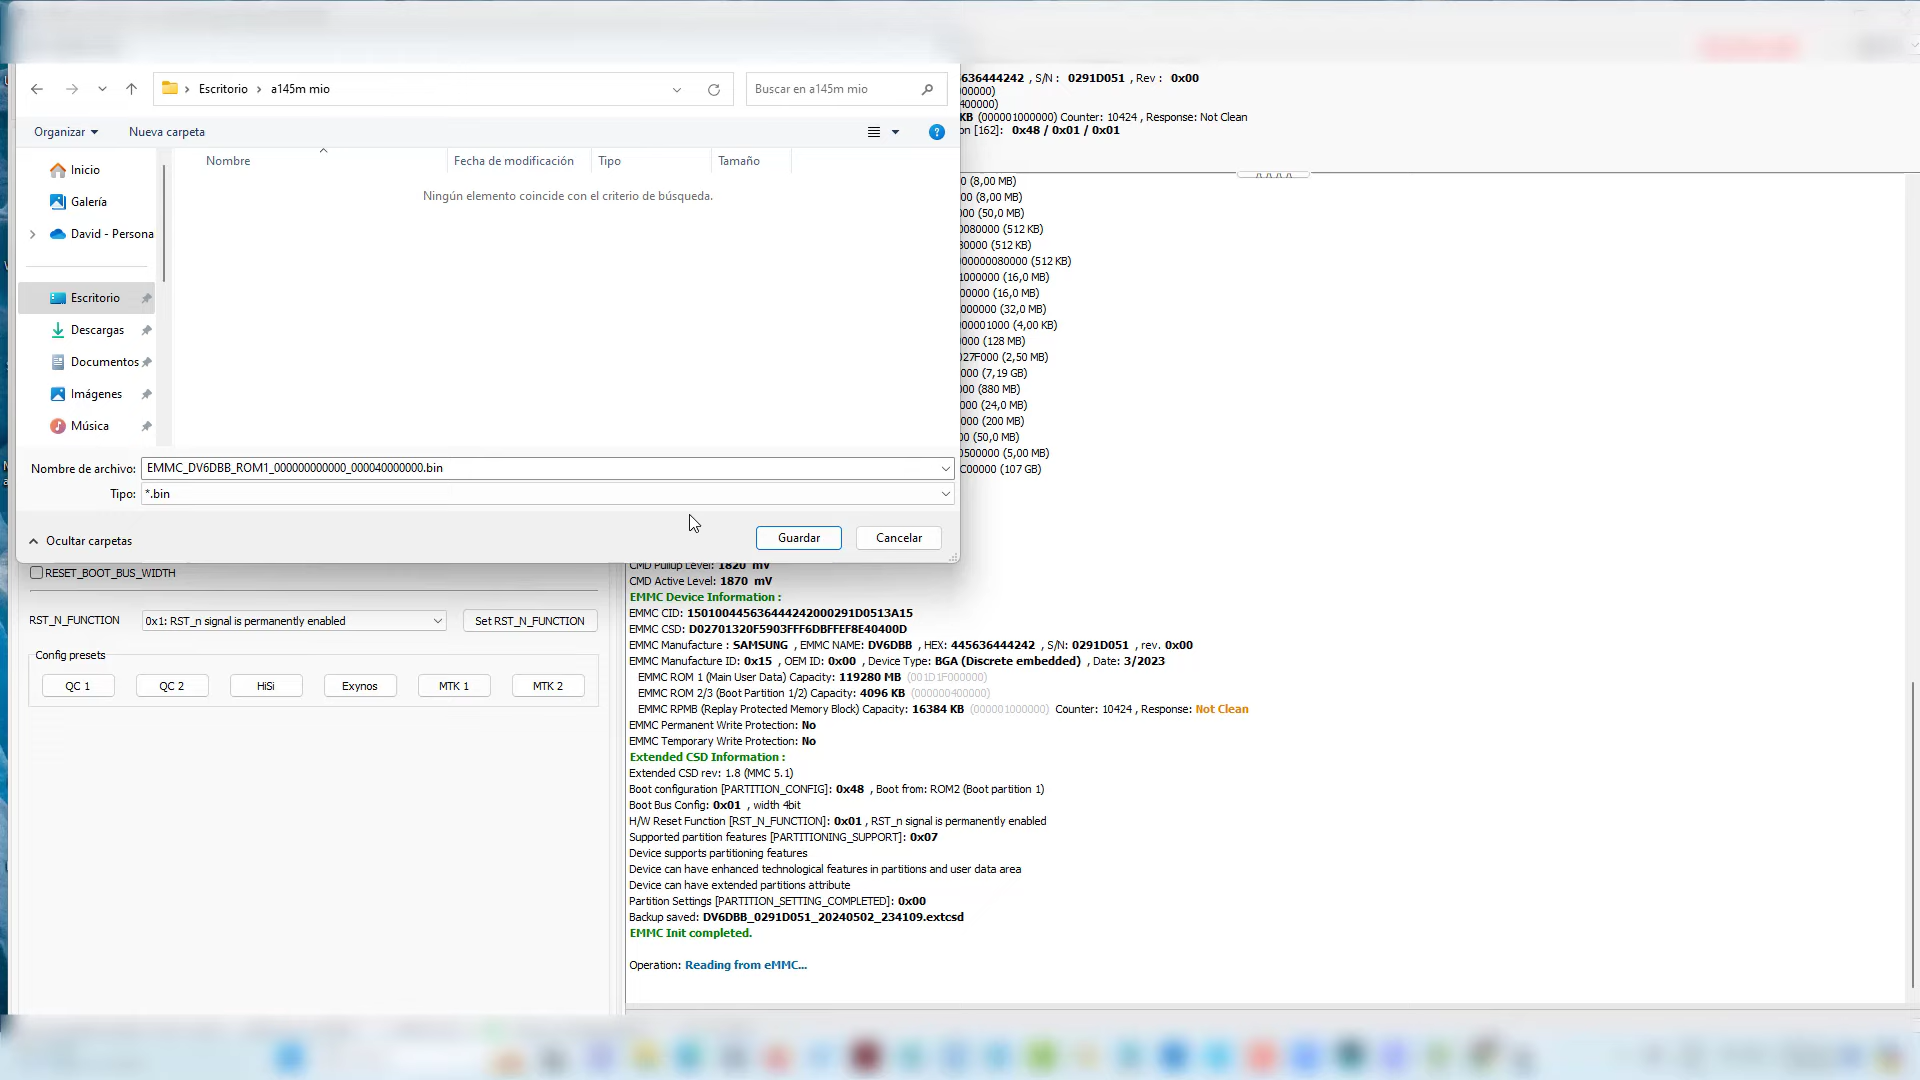 Escritorio > a145m mio
Buscar en a145m mio
Organizar
Nueva carpeta
Inicio
Galería
David - Persona
Escritorio
Descargas
Documentos
Imágenes
Música
Nombre
Fecha de modificación
Tipo
Tamaño
Ningún elemento coincide con el criterio de búsqueda.
Nombre de archivo: EMMC_DV6DBB_ROM1_000000000000_000040000000.bin
Tipo: *.bin
Ocultar carpetas
Guardar
Cancelar
636444242 , S/N : 0291D051 , Rev : 0x00
00000)
400000)
KB (000001000000) Counter: 10424 , Response: Not Clean
n [162]: 0x48 / 0x01 / 0x01
0 (8,00 MB)
0 (8,00 MB)
00 (50,0 MB)
0080000 (512 KB)
80000 (512 KB)
000000080000 (512 KB)
1000000 (16,0 MB)
00000 (16,0 MB)
000000 (32,0 MB)
000001000 (4,00 KB)
000 (128 MB)
027F000 (2,50 MB)
000 (7,19 GB)
000 (880 MB)
000 (24,0 MB)
000 (200 MB)
00 (50,0 MB)
0500000 (5,00 MB)
C00000 (107 GB)
RESET_BOOT_BUS_WIDTH
RST_N_FUNCTION
0x1: RST_n signal is permanently enabled
Set RST_N_FUNCTION
Config presets
QC 1
QC 2
HiSi
Exynos
MTK 1
MTK 2
CMD Pullup Level: 1820 mV
CMD Active Level: 1870 mV
EMMC Device Information :
EMMC CID: 150100445636444242000291D0513A15
EMMC CSD: D02701320F5903FFF6DBFFEF8E40400D
EMMC Manufacture : SAMSUNG , EMMC NAME: DV6DBB , HEX: 445636444242 , S/N: 0291D051 , rev. 0x00
EMMC Manufacture ID: 0x15 , OEM ID: 0x00 , Device Type: BGA (Discrete embedded) , Date: 3/2023
EMMC ROM 1 (Main User Data) Capacity: 119280 MB (001D1F000000)
EMMC ROM 2/3 (Boot Partition 1/2) Capacity: 4096 KB (000000400000)
EMMC RPMB (Replay Protected Memory Block) Capacity: 16384 KB (000001000000) Counter: 10424 , Response: Not Clean
EMMC Permanent Write Protection: No
EMMC Temporary Write Protection: No
Extended CSD Information :
Extended CSD rev: 1.8 (MMC 5.1)
Boot configuration [PARTITION_CONFIG]: 0x48 , Boot from: ROM2 (Boot partition 1)
Boot Bus Config: 0x01 , width 4bit
H/W Reset Function [RST_N_FUNCTION]: 0x01 , RST_n signal is permanently enabled
Supported partition features [PARTITIONING_SUPPORT]: 0x07
Device supports partitioning features
Device can have enhanced technological features in partitions and user data area
Device can have extended partitions attribute
Partition Settings [PARTITION_SETTING_COMPLETED]: 0x00
Backup saved: DV6DBB_0291D051_20240502_234109.extcsd
EMMC Init completed.
Operation: Reading from eMMC...